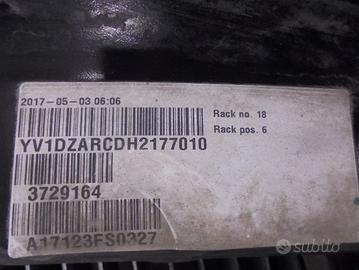 2017-05-03 06:06
Rack no. 18
YV1DZARCDH2177010
Rack pos. 6
3729164
A17123FS0327
subito